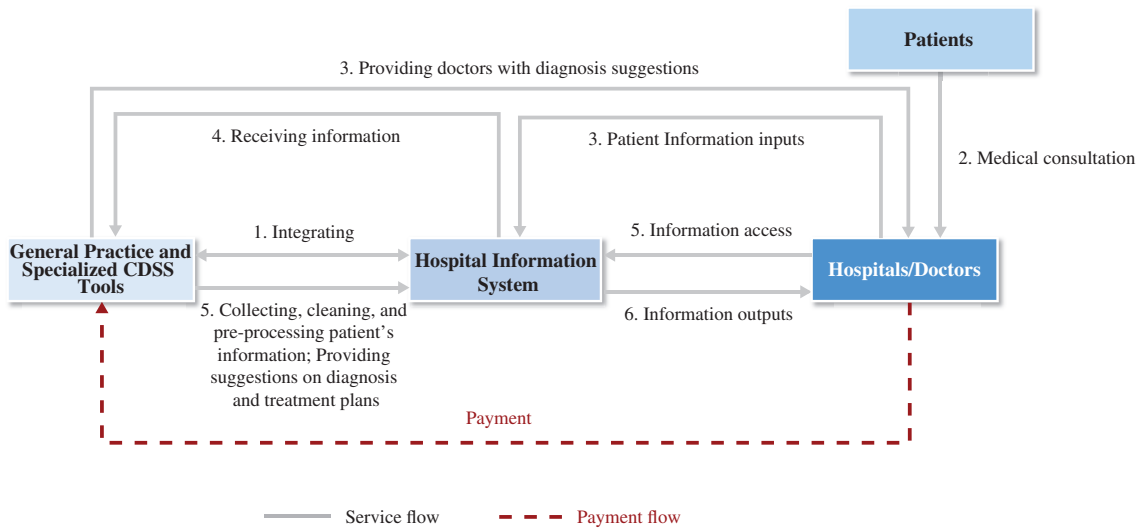 Patients
3. Providing doctors with diagnosis suggestions
4. Receiving information
3. Patient Information inputs
2. Medical consultation
General Practice and
Specialized CDSS
Tools
1. Integrating
Hospital Information
System
5. Information access
Hospitals/Doctors
5. Collecting, cleaning, and
pre-processing patient's
information; Providing
suggestions on diagnosis
and treatment plans
6. Information outputs
Payment
Service flow
Payment flow